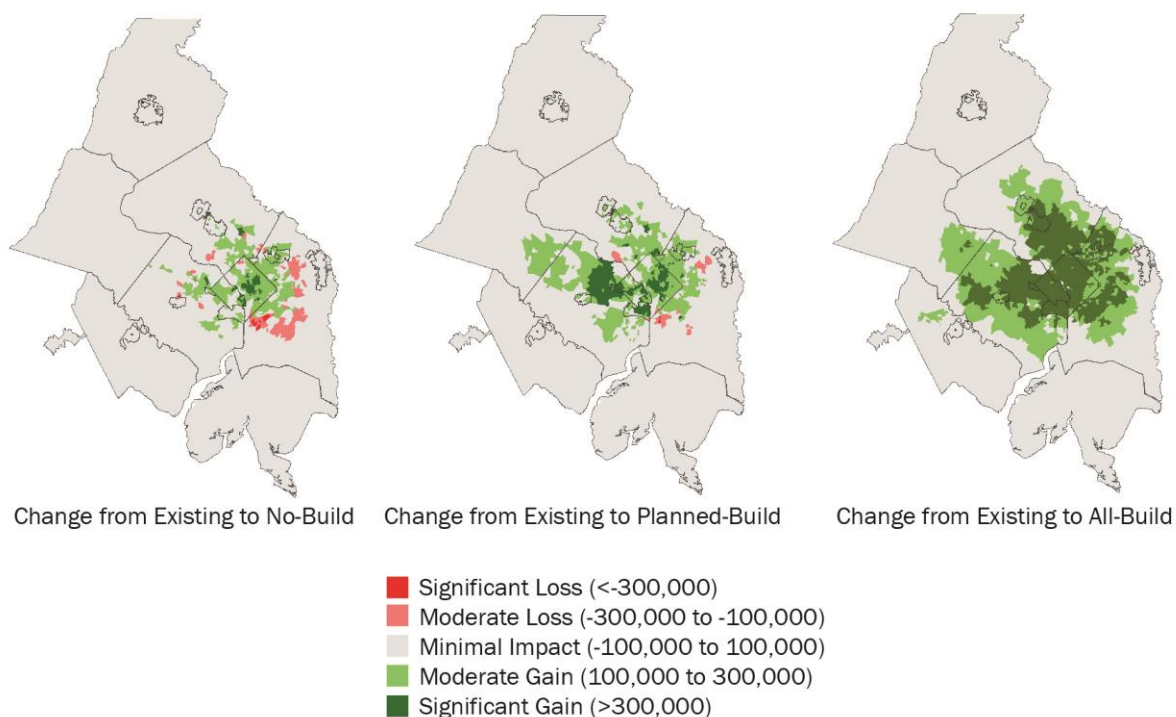 Change from Existing to No-Build
Change from Existing to Planned-Build
Change from Existing to All-Build
Significant Loss (<-300,000)
Moderate Loss (-300,000 to -100,000)
Minimal Impact (-100,000 to 100,000)
Moderate Gain (100,000 to 300,000)
Significant Gain (>300,000)